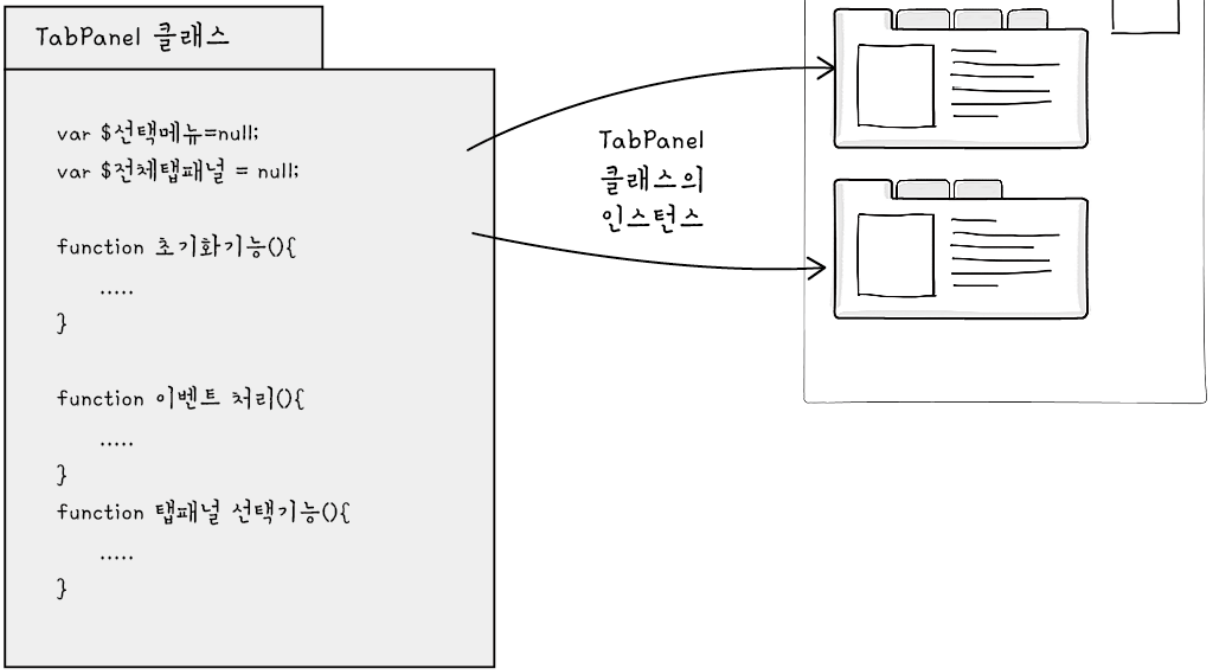 TabPanel 클래스
var $선택메뉴=null;
var $전체탭패널 = null;
function 초기화기능(){
.....
}
function 이벤트 처리(){
.....
}
function 탭패널 선택기능(){
.....
}
TabPanel
클래스의
인스턴스